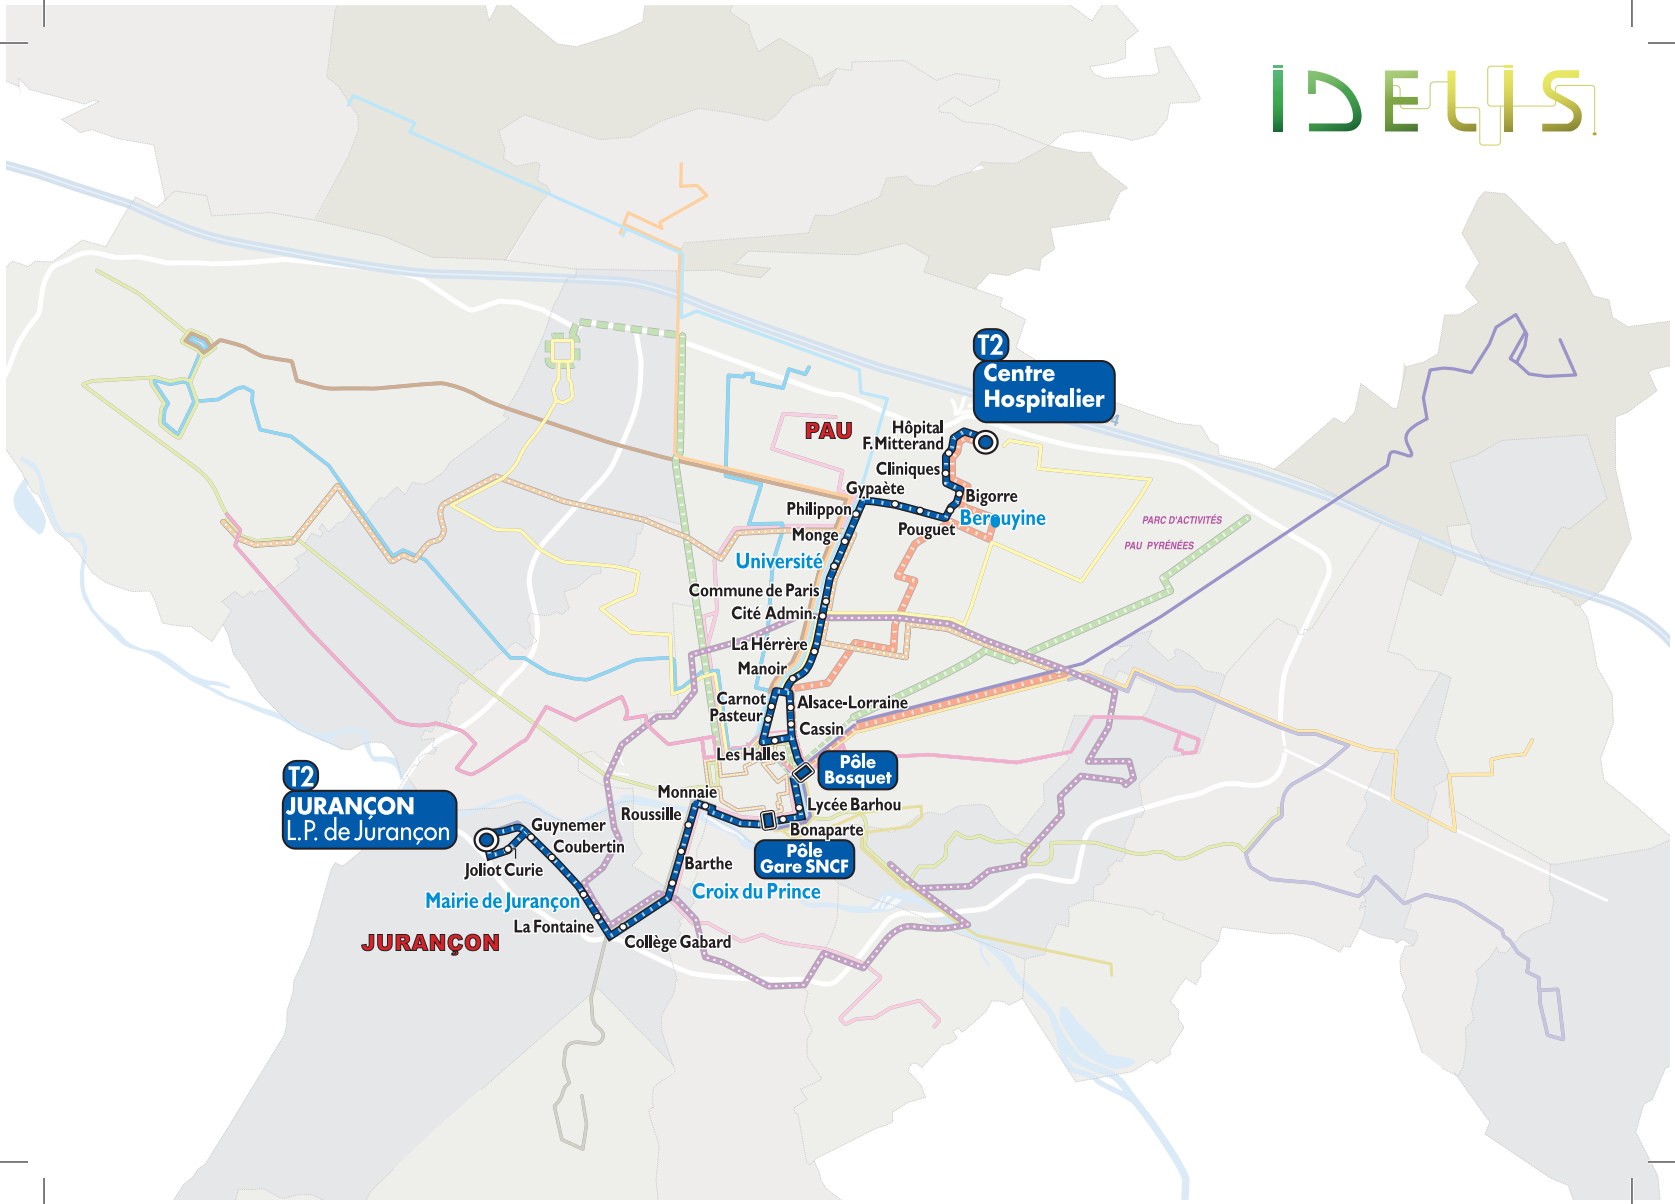 IDELIS
T2
Centre
Hospitalier
Hôpital
F. Mitterand
PAU
Cliniques
Gypaète
Bigorre
Philippon
Berouyine
Pouguet
Monge
PARC D'ACTIVITÉS
PAU PYRÉNÉES
Université
Commune de Paris
Cité Admin.
La Hérrère
Manoir
Carnot
Alsace-Lorraine
Pasteur
Cassin
Les Halles
Pôle
Bosquet
T2
JURANÇON
L.P. de Jurançon
Monnaie
Lycée Barhou
Roussille
Guynemer
Bonaparte
Coubertin
Pôle
Gare SNCF
Joliot Curie
Barthe
Croix du Prince
Mairie de Jurançon
La Fontaine
JURANÇON
Collège Gabard